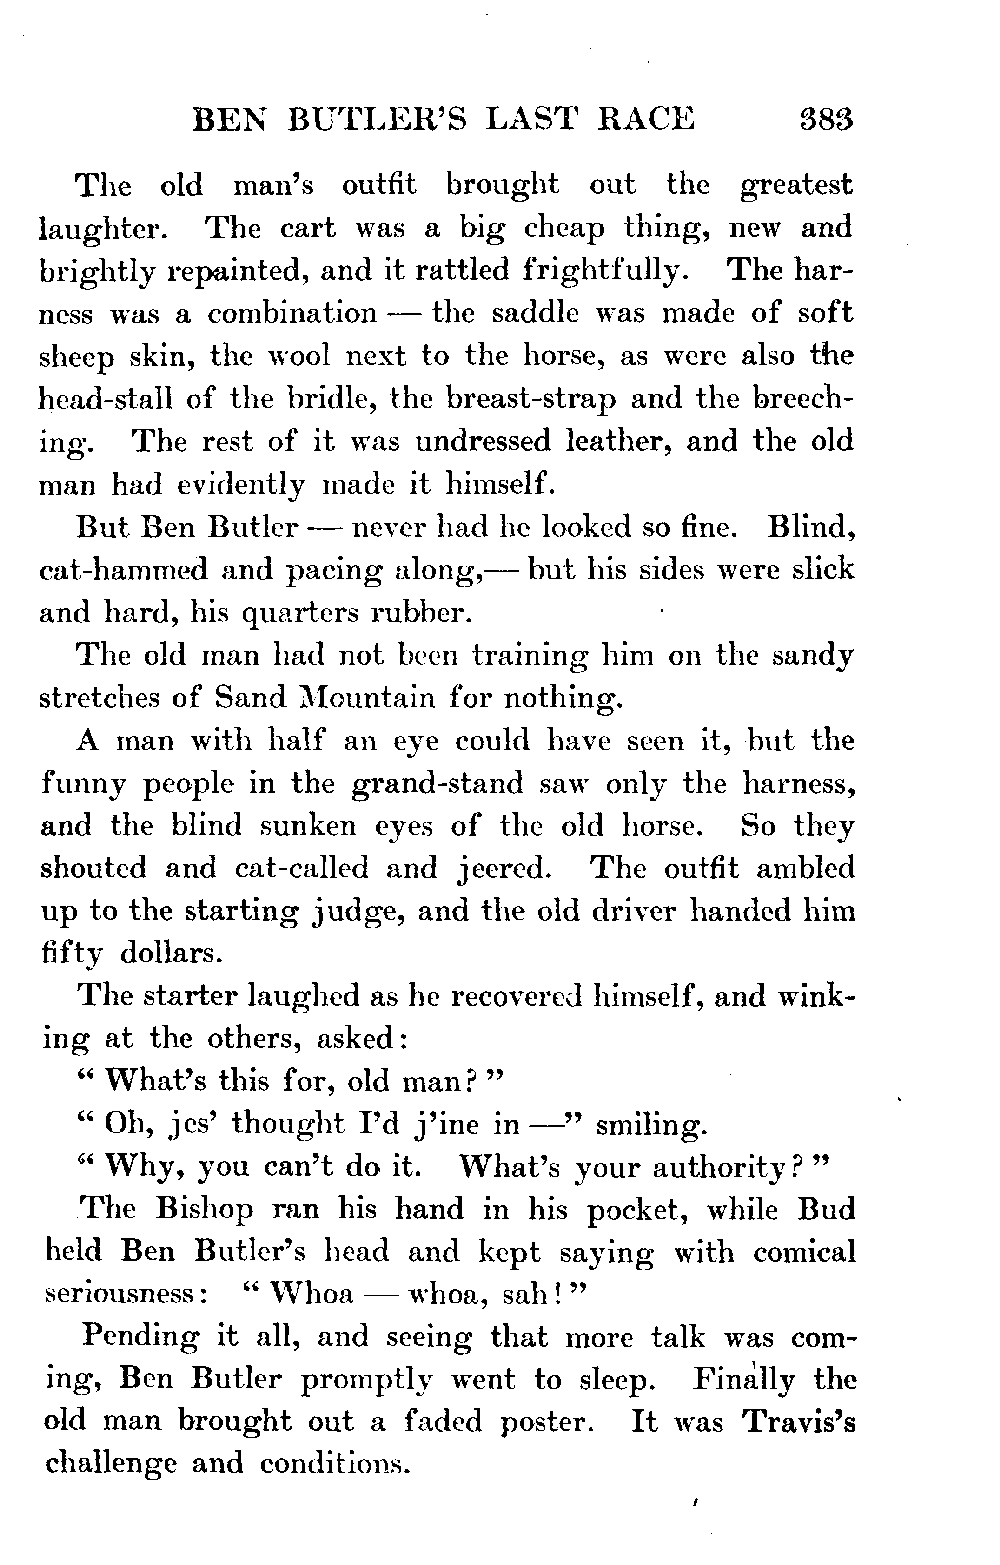 BEN BUTLER'S LAST RACE 383
The old man's outfit brought out the greatest
laughter. The cart was a big cheap thing, new and
brightly repainted, and it rattled frightfully. The har-
ness was a combination — the saddle was made of soft
sheep skin, the wool next to the horse, as were also the
head-stall of the bridle, the breast-strap and the breech-
ing. The rest of it was undressed leather, and the old
man had evidently made it himself.
But Ben Butler — never had he looked so fine. Blind,
cat-hammed and pacing along,— but his sides were slick
and hard, his quarters rubber.
The old man had not been training him on the sandy
stretches of Sand Mountain for nothing.
A man with half an eye could have seen it, but the
funny people in the grand-stand saw only the harness,
and the blind sunken eyes of the old horse. So they
shouted and cat-called and jeered. The outfit ambled
up to the starting judge, and the old driver handed him
fifty dollars.
The starter laughed as he recovered himself, and wink-
ing at the others, asked:
" What's this for, old man? "
" Oh, jes' thought I'd j'ine in —" smiling.
" Why, you can't do it. What's your authority? "
The Bishop ran his hand in his pocket, while Bud
held Ben Butler's head and kept saying with comical
seriousness: " Whoa — whoa, sah! "
Pending it all, and seeing that more talk was com-
ing, Ben Butler promptly went to sleep. Finally the
old man brought out a faded poster. It was Travis's
challenge and conditions.